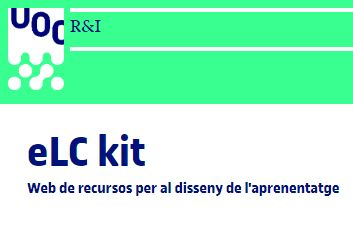 UOC
R&I
eLC kit
Web de recursos per al disseny de l'aprenentatge